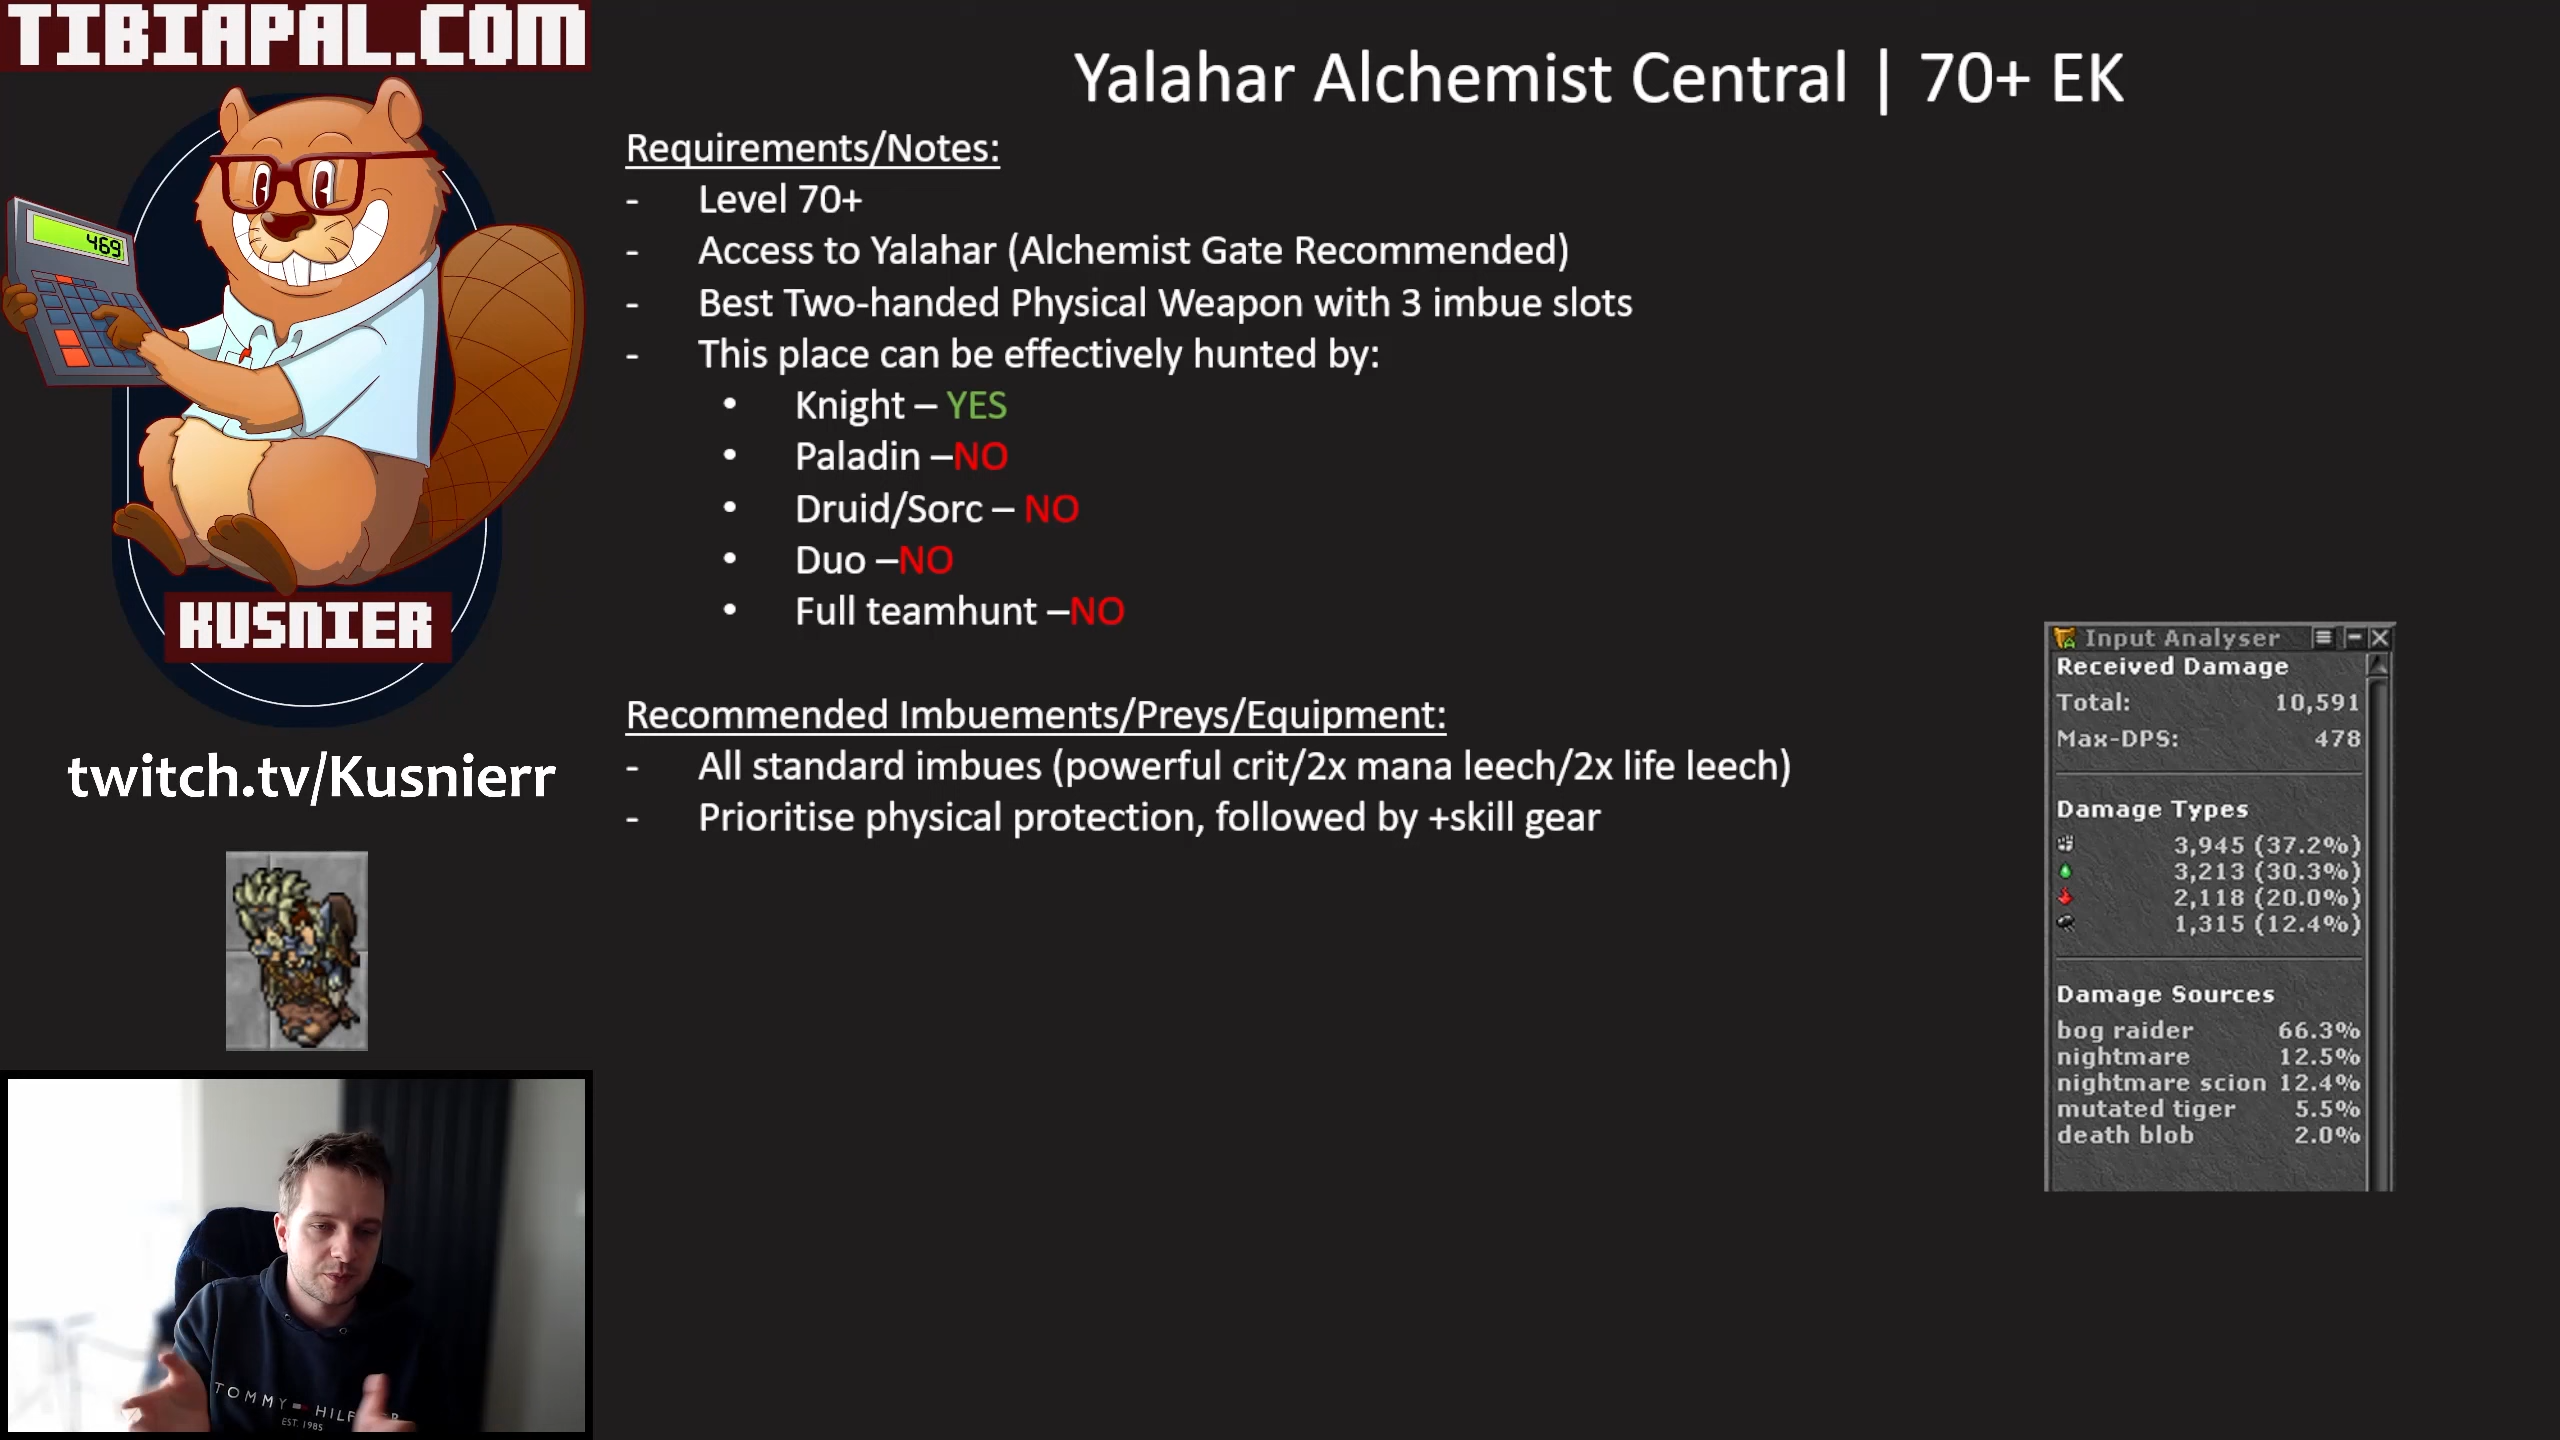 TIBIAPAL.COM
469
KUSNIER
twitch.tv/Kusnierr
TOMMY HILF R
EST. 1985
Yalahar Alchemist Central | 70+ EK
Requirements/Notes:
- Level 70+
- Access to Yalahar (Alchemist Gate Recommended)
- Best Two-handed Physical Weapon with 3 imbue slots
- This place can be effectively hunted by:
• Knight – YES
• Paladin –NO
• Druid/Sorc – NO
• Duo –NO
• Full teamhunt –NO
Recommended Imbuements/Preys/Equipment:
- All standard imbues (powerful crit/2x mana leech/2x life leech)
- Prioritise physical protection, followed by +skill gear
Input Analyser
Received Damage
Total: 10,591
Max-DPS: 478
Damage Types
3,945 (37.2%)
3,213 (30.3%)
2,118 (20.0%)
1,315 (12.4%)
Damage Sources
bog raider 66.3%
nightmare 12.5%
nightmare scion 12.4%
mutated tiger 5.5%
death blob 2.0%